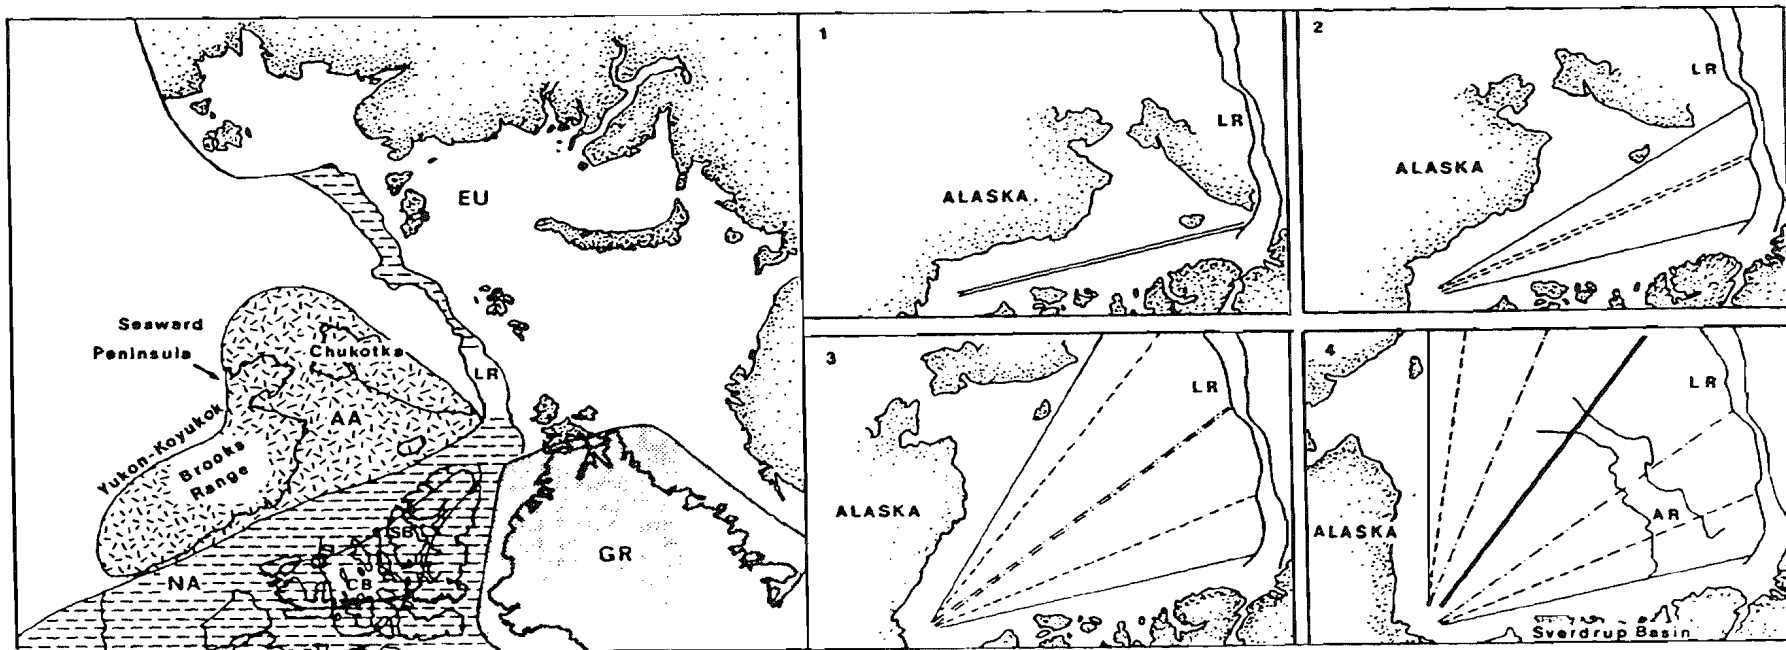 EU
Seaward
Peninsula
Chukotka
LR
AA
Yukon-Koyukok
Brooks
Range
NA
SB
CB
GR
1
LR
ALASKA
2
LR
ALASKA
3
LR
ALASKA
4
LR
AR
ALASKA
Sverdrup Basin